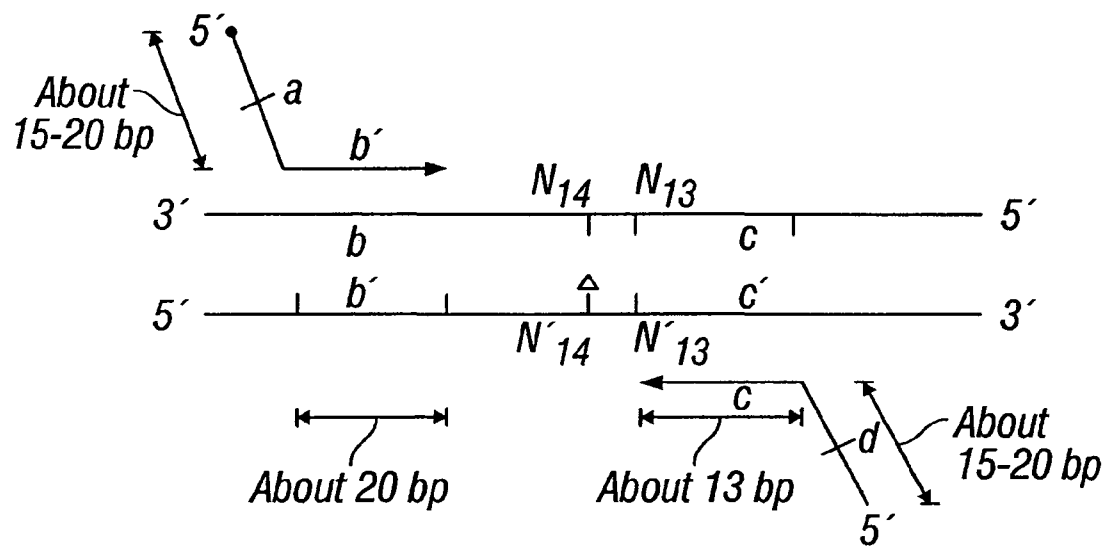 5´
a
About
15-20 bp
b´
N14 N13
3´ 5´
b c
b´ c´
5´ 3´
N´14 N´13
c
d
About
15-20 bp
About 20 bp
About 13 bp
5´